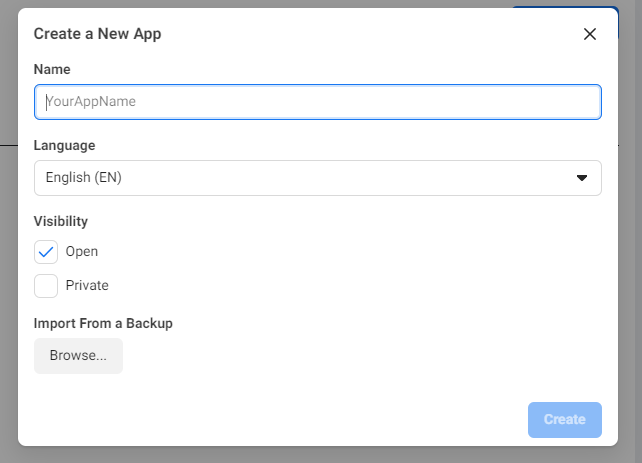 Create a New App
Name
YourAppName
Language
English (EN)
Visibility
Open
Private
Import From a Backup
Browse...
Create